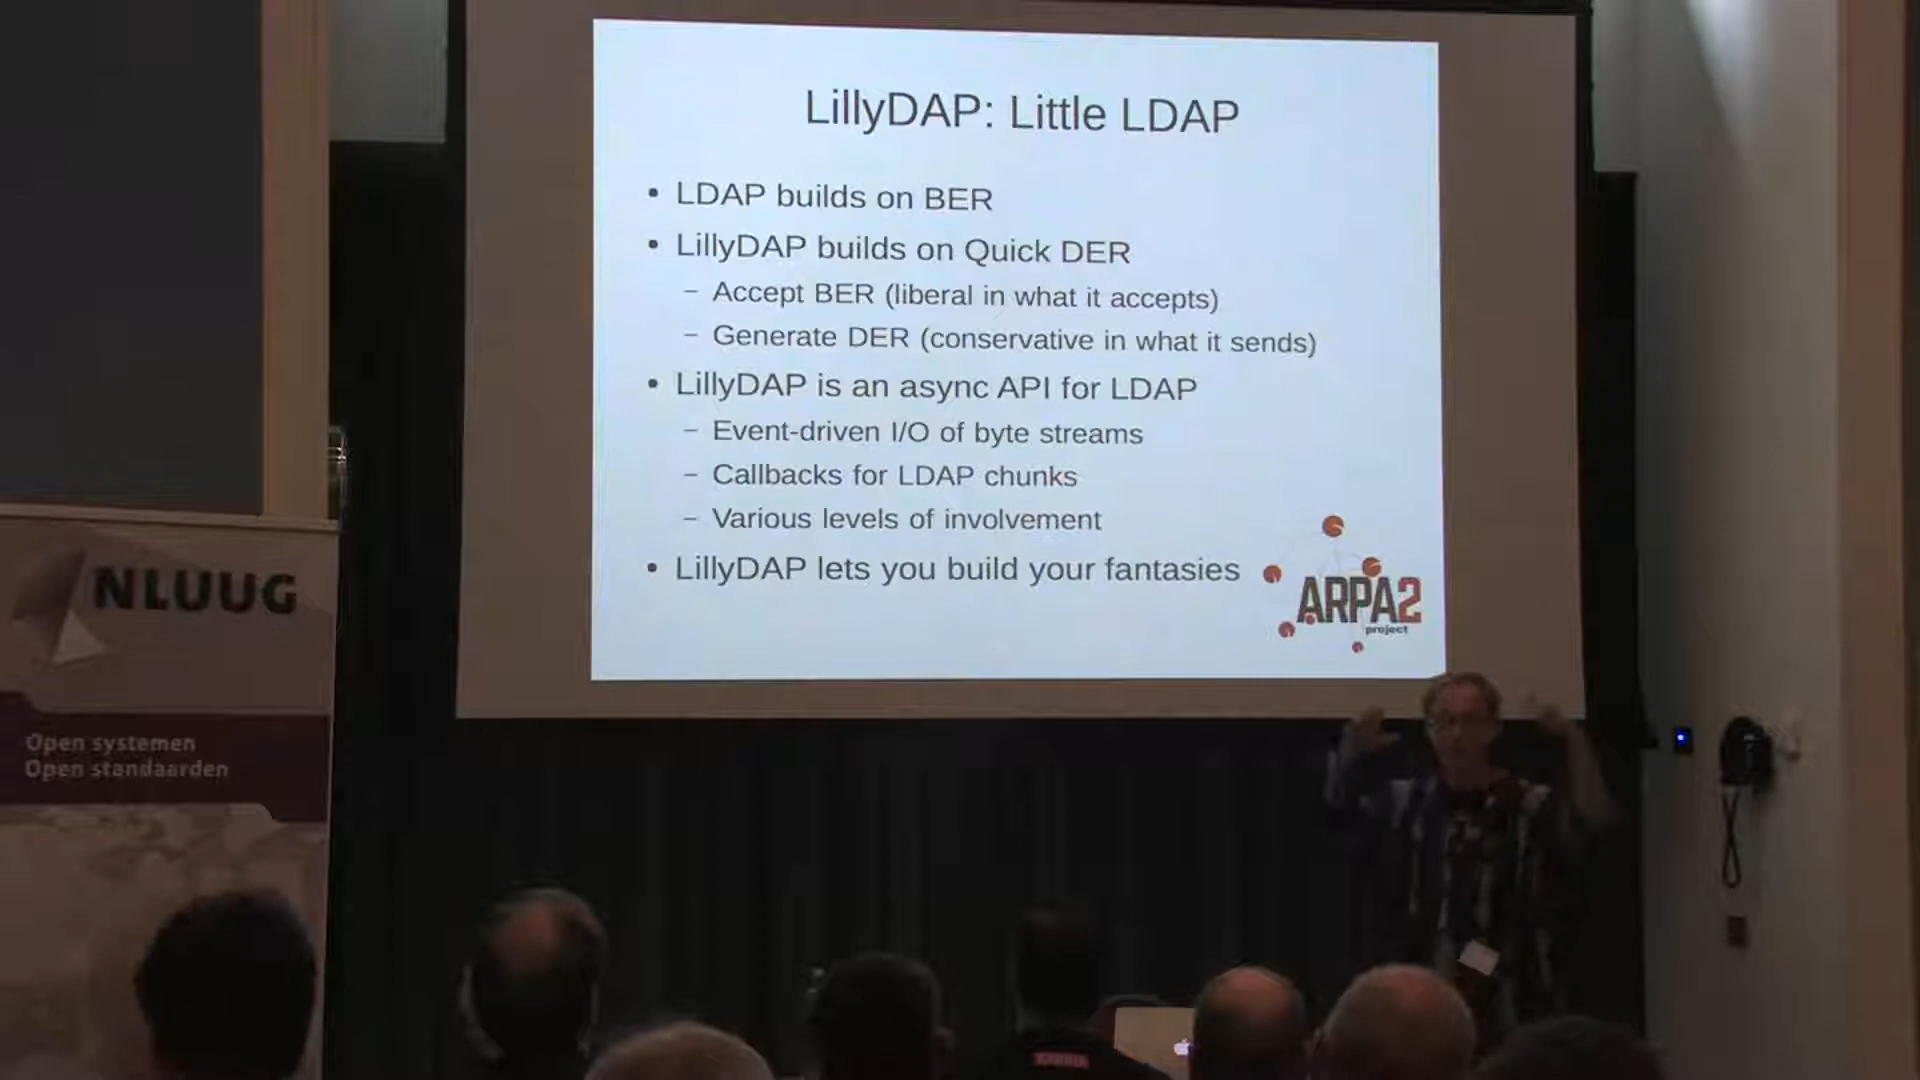 LillyDAP: Little LDAP
• LDAP builds on BER
• LillyDAP builds on Quick DER
– Accept BER (liberal in what it accepts)
– Generate DER (conservative in what it sends)
• LillyDAP is an async API for LDAP
– Event-driven I/O of byte streams
– Callbacks for LDAP chunks
– Various levels of involvement
• LillyDAP lets you build your fantasies
ARPA2
project
NLUUG
Open systemen
Open standaarden